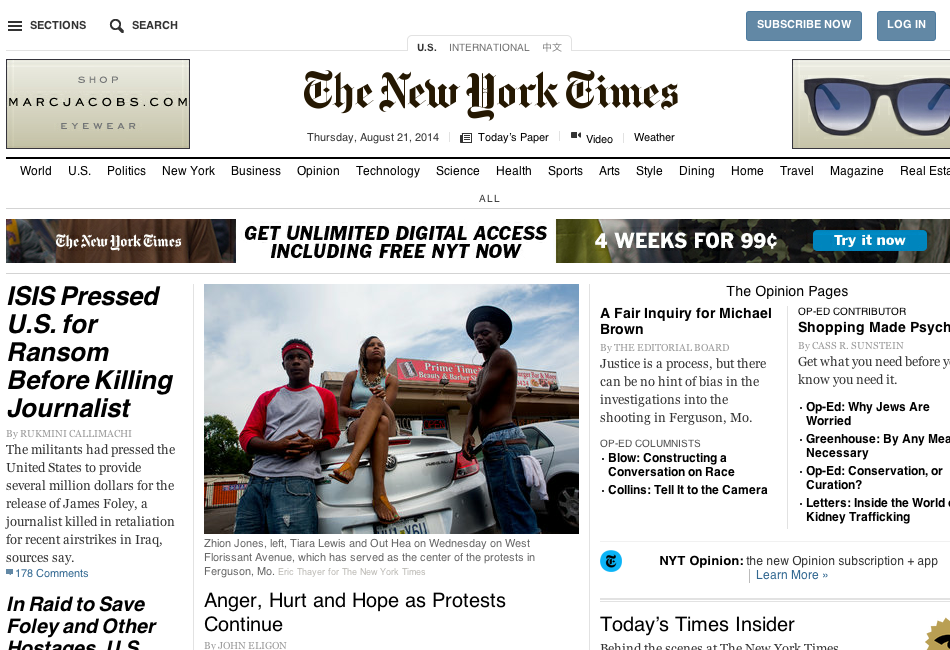 SECTIONS
SEARCH
SUBSCRIBE NOW
LOG IN
U.S.
INTERNATIONAL
中文
SHOP
MARCJACOBS.COM
EYEWEAR
The New York Times
Thursday, August 21, 2014
Today's Paper
Video
Weather
World U.S. Politics New York Business Opinion Technology Science Health Sports Arts Style Dining Home Travel Magazine Real Esta
ALL
The New York Times
GET UNLIMITED DIGITAL ACCESS
INCLUDING FREE NYT NOW
4 WEEKS FOR 99¢
Try it now
ISIS Pressed
U.S. for
Ransom
Before Killing
Journalist
By RUKMINI CALLIMACHI
The militants had pressed the
United States to provide
several million dollars for the
release of James Foley, a
journalist killed in retaliation
for recent airstrikes in Iraq,
sources say.
178 Comments
In Raid to Save
Foley and Other
Hostages, U.S.
Prime Time
Beauty & Barber
Zhion Jones, left, Tiara Lewis and Out Hea on Wednesday on West
Florissant Avenue, which has served as the center of the protests in
Ferguson, Mo. Eric Thayer for The New York Times
Anger, Hurt and Hope as Protests
Continue
By JOHN ELIGON
The Opinion Pages
A Fair Inquiry for Michael
Brown
By THE EDITORIAL BOARD
Justice is a process, but there
can be no hint of bias in the
investigations into the
shooting in Ferguson, Mo.
OP-ED COLUMNISTS
· Blow: Constructing a
Conversation on Race
· Collins: Tell It to the Camera
OP-ED CONTRIBUTOR
Shopping Made Psych
By CASS R. SUNSTEIN
Get what you need before y
know you need it.
· Op-Ed: Why Jews Are
Worried
· Greenhouse: By Any Mea
Necessary
· Op-Ed: Conservation, or
Curation?
· Letters: Inside the World
Kidney Trafficking
NYT Opinion: the new Opinion subscription + app
| Learn More »
Today's Times Insider
Behind the scenes at The New York Times